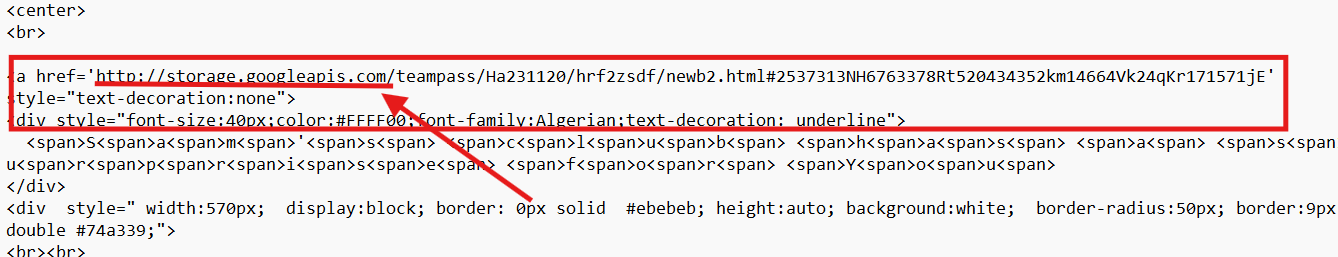 <center>
<br>
<a href='http://storage.googleapis.com/teampass/Ha231120/hrf2zsdf/newb2.html#2537313NH6763378Rt520434352km14664Vk24qKr171571jE'
style="text-decoration:none">
<div style="font-size:40px;color:#FFFF00;font-family:Algerian;text-decoration: underline">
<span>S<span>a<span>m<span>'<span>s<span> <span>c<span>l<span>u<span>b<span> <span>h<span>a<span>s<span> <span>a<span> <span>s<span
u<span>r<span>p<span>r<span>i<span>s<span>e<span> <span>f<span>o<span>r<span> <span>Y<span>o<span>u<span>
</div>
<div  style=" width:570px;  display:block; border: 0px solid  #ebebeb; height:auto; background:white;  border-radius:50px; border:9px
double #74a339;">
<br><br>